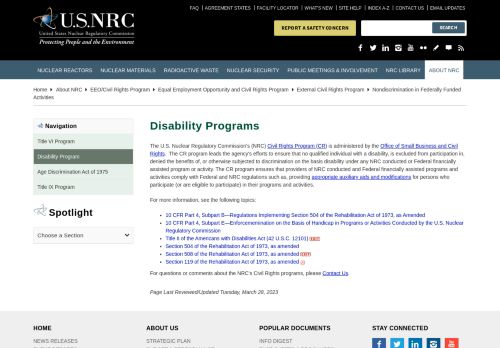 FAQ | AGREEMENT STATES | FACILITY LOCATOR | WHAT'S NEW | SITE HELP | INDEX A-Z | CONTACT US | EMAIL UPDATES
U.S.NRC
United States Nuclear Regulatory Commission
Protecting People and the Environment
REPORT A SAFETY CONCERN
SEARCH
NUCLEAR REACTORS NUCLEAR MATERIALS RADIOACTIVE WASTE NUCLEAR SECURITY PUBLIC MEETINGS & INVOLVEMENT NRC LIBRARY ABOUT NRC
Home About NRC EEO/Civil Rights Program Equal Employment Opportunity and Civil Rights Program External Civil Rights Program Nondiscrimination in Federally Funded
Activities
Navigation
Title VI Program
Disability Program
Age Discrimination Act of 1975
Title IX Program
Spotlight
Choose a Section
Disability Programs
The U.S. Nuclear Regulatory Commission's (NRC) Civil Rights Program (CR) is administered by the Office of Small Business and Civil
Rights. The CR program leads the agency's efforts to ensure that no qualified individual with a disability, is excluded from participation in,
denied the benefits of, or otherwise subjected to discrimination on the basis disability under any NRC conducted or Federal financially
assisted program or activity. The CR program ensures that providers of NRC conducted and Federal financially assisted programs and
activities comply with Federal and NRC regulations such as, providing appropriate auxiliary aids and modifications for persons who
participate (or are eligible to participate) in their programs and activities.
For more information, see the following topics:
10 CFR Part 4, Subpart B—Regulations Implementing Section 504 of the Rehabilitation Act of 1973, as Amended
10 CFR Part 4, Subpart E—Enforcemention on the Basis of Handicap in Programs or Activities Conducted by the U.S. Nuclear
Regulatory Commission
Title II of the Americans with Disabilities Act (42 U.S.C. 12101)
Section 504 of the Rehabilitation Act of 1973, as amended
Section 508 of the Rehabilitation Act of 1973, as amended
Section 119 of the Rehabilitation Act of 1973, as amended
For questions or comments about the NRC's Civil Rights programs, please Contact Us.
Page Last Reviewed/Updated Tuesday, March 28, 2023
HOME
ABOUT US
POPULAR DOCUMENTS
STAY CONNECTED
NEWS RELEASES
STRATEGIC PLAN
INFO DIGEST